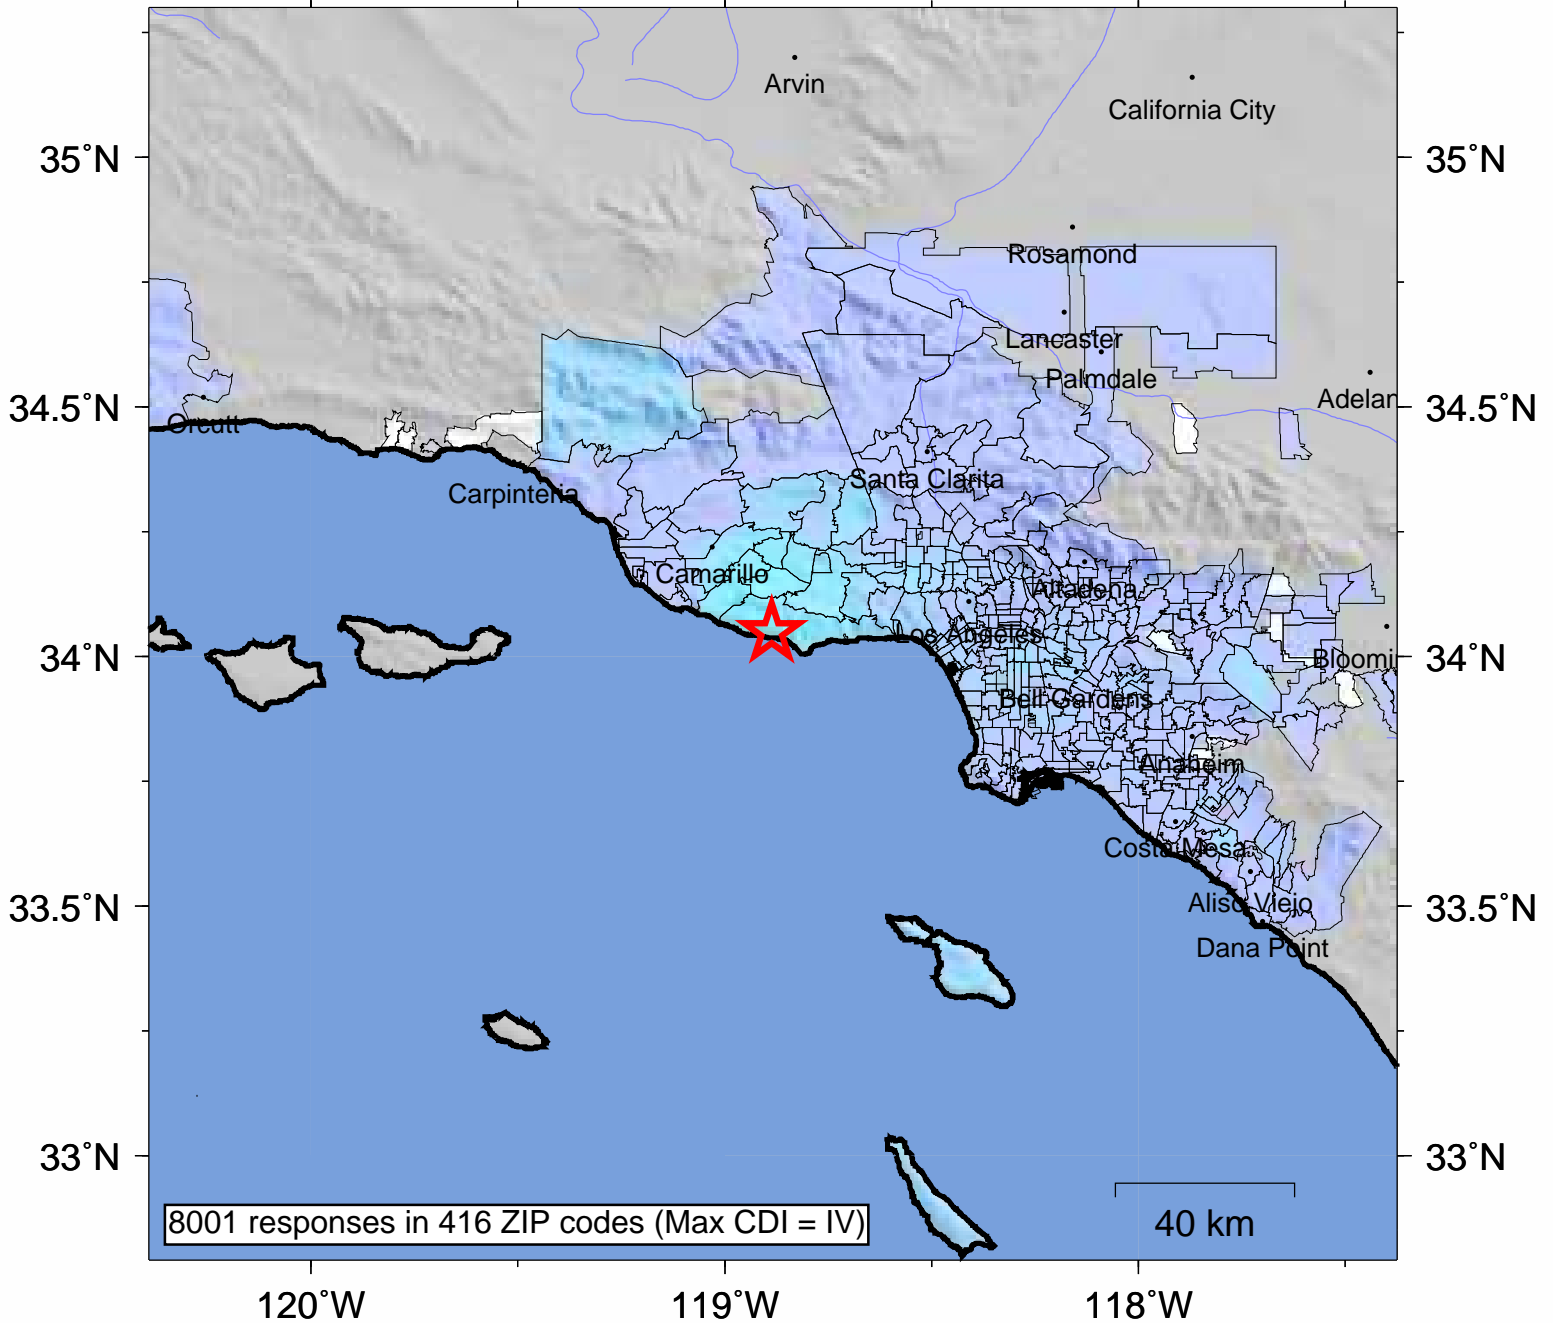 Arvin
California City
35˚N
35˚N
Rosamond
Lancaster
Palmdale
Adelan
34.5˚N
34.5˚N
Orcutt
Santa Clarita
Carpinteria
Camarillo
Altadena
Los Angeles
34˚N
34˚N
Bloomi
Bell Gardens
Anaheim
Costa Mesa
33.5˚N
33.5˚N
Aliso Viejo
Dana Point
33˚N
33˚N
8001 responses in 416 ZIP codes (Max CDI = IV)
40 km
120˚W
119˚W
118˚W